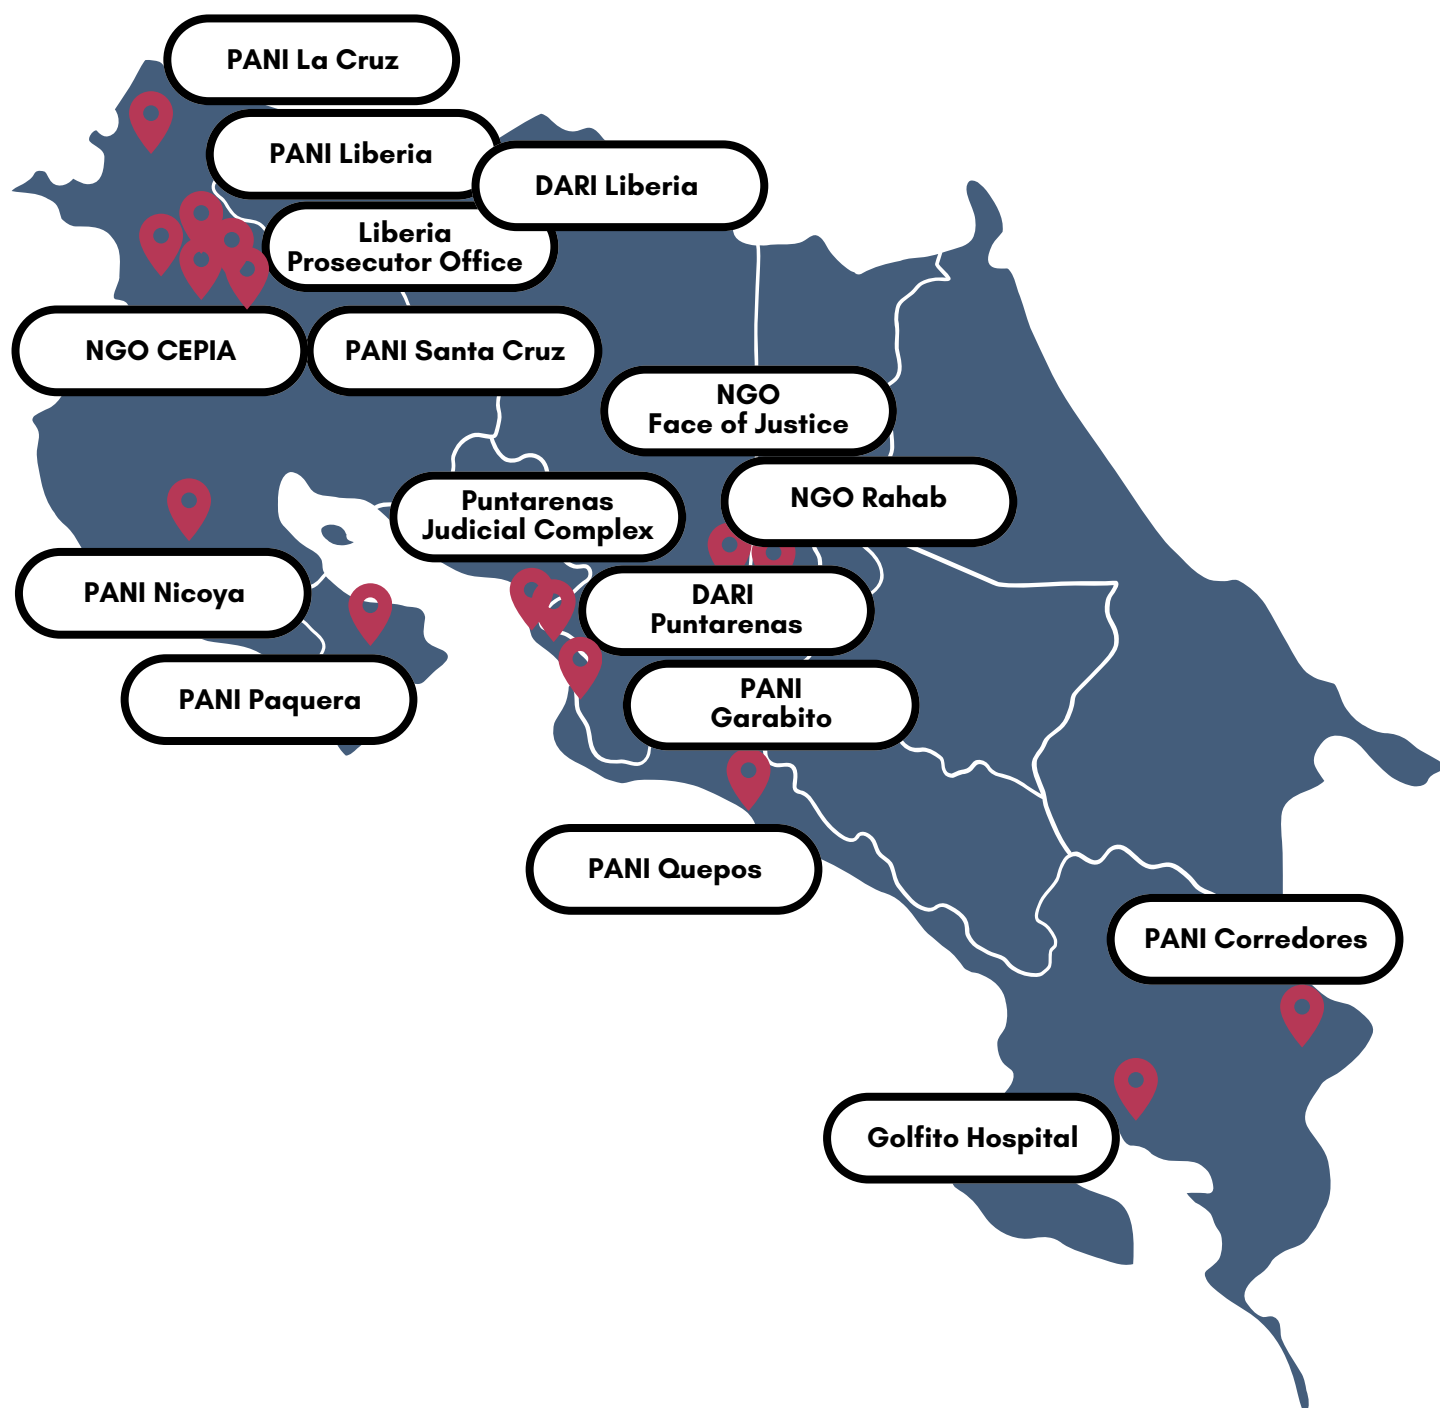 PANI La Cruz
PANI Liberia
DARI Liberia
Liberia
Prosecutor Office
NGO CEPIA
PANI Santa Cruz
NGO
Face of Justice
NGO Rahab
Puntarenas
Judicial Complex
PANI Nicoya
DARI
Puntarenas
PANI Paquera
PANI
Garabito
PANI Quepos
PANI Corredores
Golfito Hospital